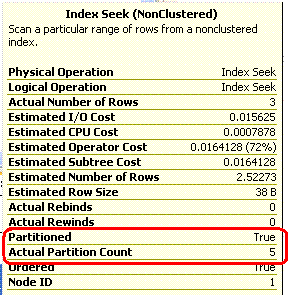 Index Seek (NonClustered)
Scan a particular range of rows from a nonclustered
index.
Physical Operation Index Seek
Logical Operation Index Seek
Actual Number of Rows 3
Estimated I/O Cost 0.015625
Estimated CPU Cost 0.0007878
Estimated Operator Cost 0.0164128 (72%)
Estimated Subtree Cost 0.0164128
Estimated Number of Rows 2.52273
Estimated Row Size 38 B
Actual Rebinds 0
Actual Rewinds 0
Partitioned True
Actual Partition Count 5
Ordered True
Node ID 1